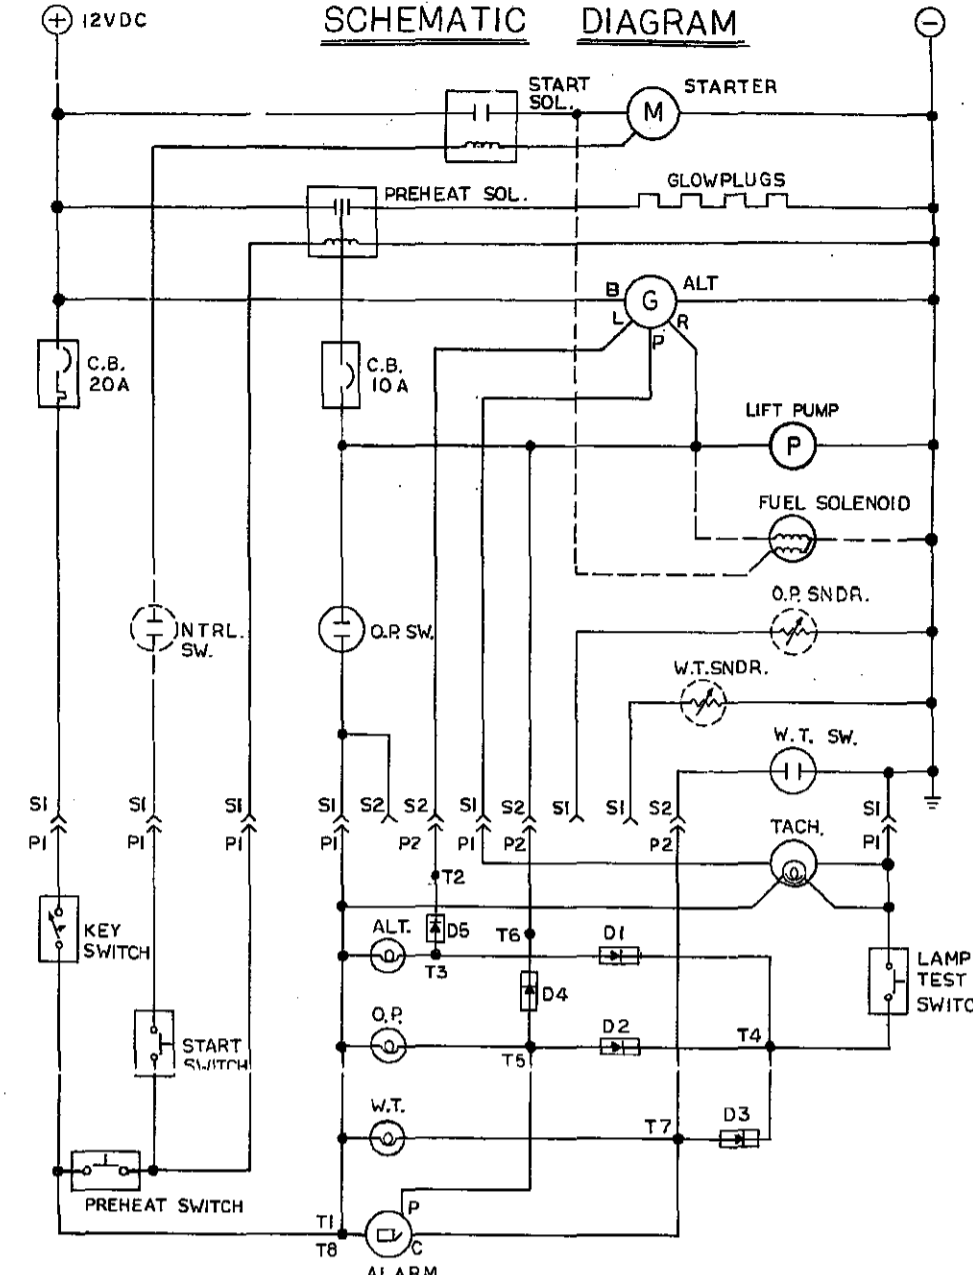 SCHEMATIC DIAGRAM
+ 12VDC
−
START
SOL.
STARTER
M
PREHEAT SOL.
GLOWPLUGS
B
G
ALT
L
P
R
C.B.
20A
C.B.
10A
LIFT PUMP
P
FUEL SOLENOID
O.P. SNDR.
NTRL.
SW.
O.P. SW.
W.T. SNDR.
W.T. SW.
S1 S1 S1 S1 S2 S2 S1 S2 S1 S1 S2 S1
P1 P1 P1 P1 P2 P1 P2 P2 P1
TACH.
T2
KEY
SWITCH
ALT.
D5
T6
D1
T3
LAMP
TEST
SWITC
D4
O.P.
D2
T4
START
SWITCH
T5
W.T.
T7
D3
PREHEAT SWITCH
P
T1
T8
C
ALARM